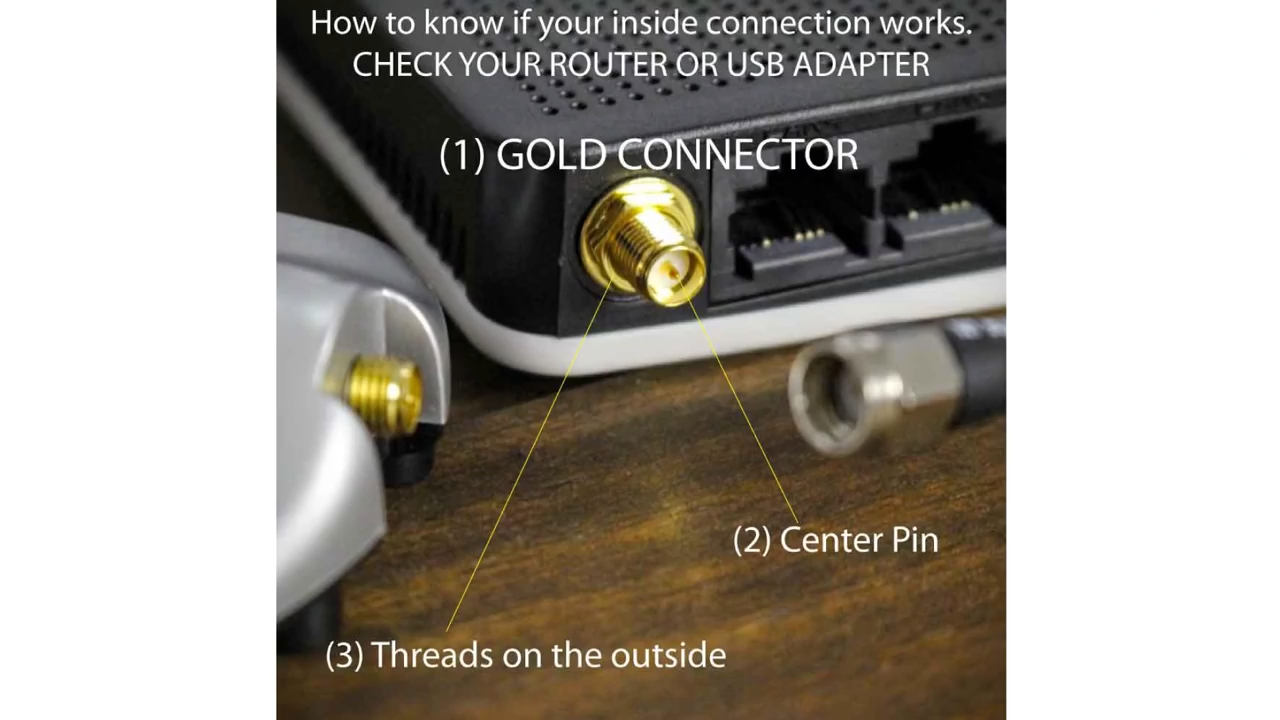 How to know if your inside connection works.
CHECK YOUR ROUTER OR USB ADAPTER
(1) GOLD CONNECTOR
(2) Center Pin
(3) Threads on the outside